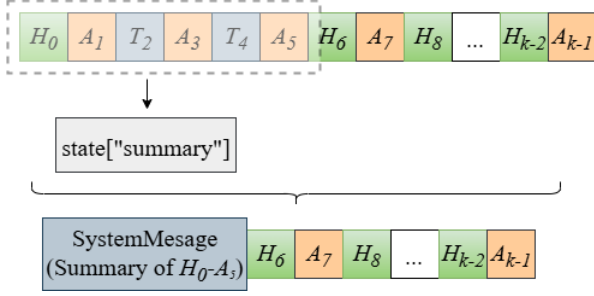 H₀ A₁ T₂ A₃ T₄ A₅ H₆ A₇ H₈ ... Hₖ₋₂ Aₖ₋₁
state["summary"]
SystemMesage
(Summary of H₀-A₅)
H₆ A₇ H₈ ... Hₖ₋₂ Aₖ₋₁